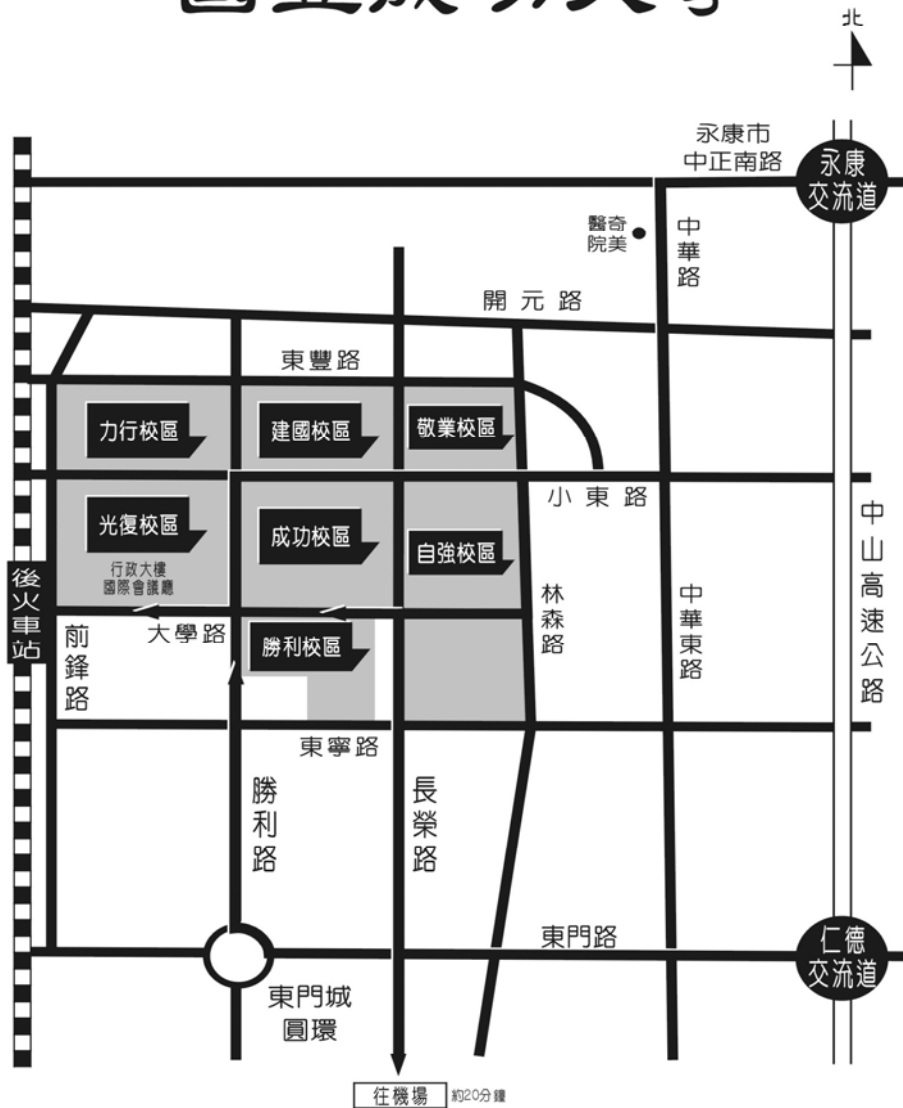 國立成功大學
北
永康市
中正南路
永康
交流道
醫奇
院美
中華路
開元路
東豐路
力行校區
建國校區
敬業校區
小東路
光復校區
成功校區
自強校區
行政大樓
國際會議廳
中山高速公路
後火車站
前鋒路
大學路
勝利校區
林森路
中華東路
東寧路
勝利路
長榮路
東門路
仁德
交流道
東門城
圓環
往機場 約20分鐘